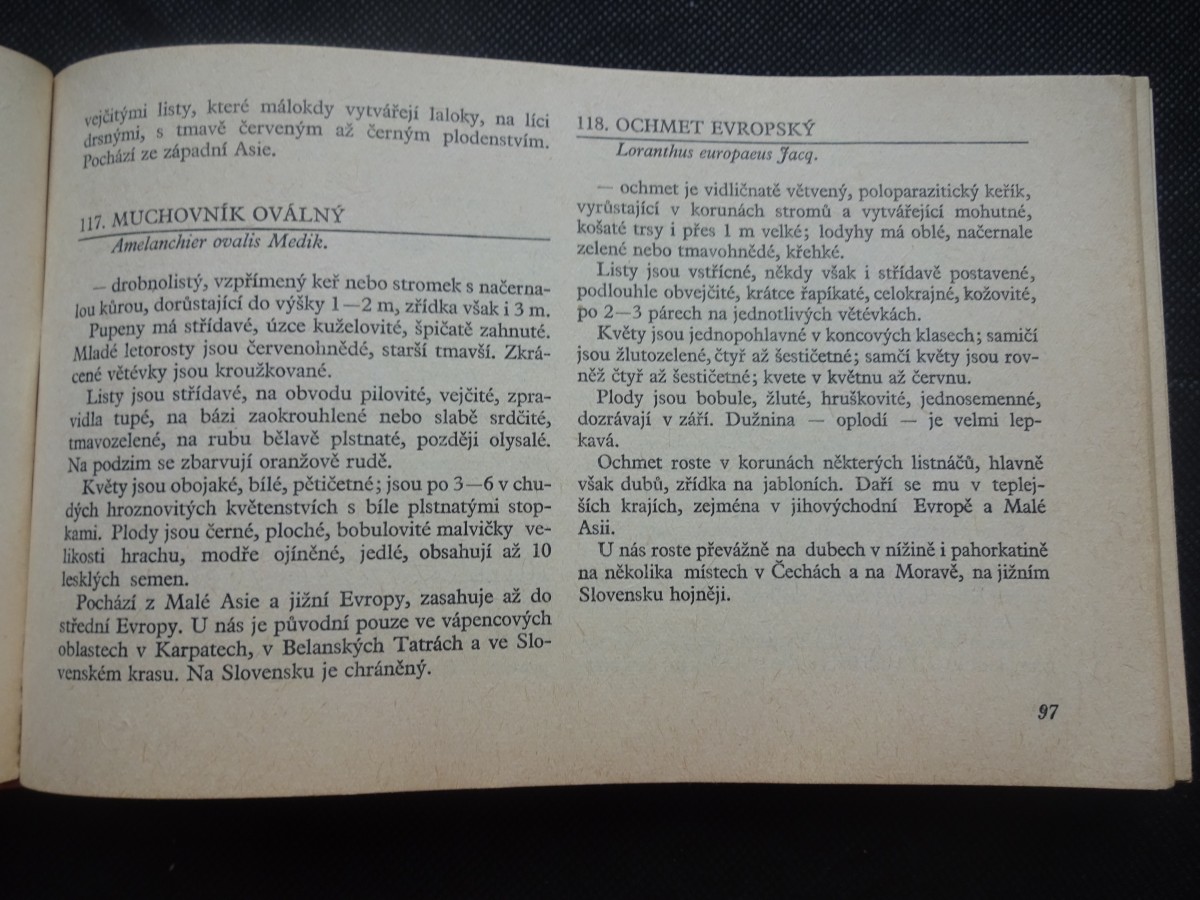 vejčitými listy, které málokdy vytvářejí laloky, na líci
drsnými, s tmavě červeným až černým plodenstvím.
Pochází ze západní Asie.
117. MUCHOVNÍK OVÁLNÝ
Amelanchier ovalis Medik.
— drobnolistý, vzpřímený keř nebo stromek s načerna-
lou kůrou, dorůstající do výšky 1—2 m, zřídka však i 3 m.
Pupeny má střídavé, úzce kuželovité, špičatě zahnuté.
Mladé letorosty jsou červenohnědé, starší tmavší. Zkrá-
cené větévky jsou kroužkované.
Listy jsou střídavé, na obvodu pilovité, vejčité, zpra-
vidla tupé, na bázi zaokrouhlené nebo slabě srdčité,
tmavozelené, na rubu bělavě plstnaté, později olysalé.
Na podzim se zbarvují oranžově rudě.
Květy jsou obojaké, bílé, pětičetné; jsou po 3—6 v chu-
dých hroznovitých květenstvích s bíle plstnatými stop-
kami. Plody jsou černé, ploché, bobulovité malvičky ve-
likosti hrachu, modře ojíněné, jedlé, obsahují až 10
lesklých semen.
Pochází z Malé Asie a jižní Evropy, zasahuje až do
střední Evropy. U nás je původní pouze ve vápencových
oblastech v Karpatech, v Belanských Tatrách a ve Slo-
venském krasu. Na Slovensku je chráněný.
118. OCHMET EVROPSKÝ
Loranthus europaeus Jacq.
— ochmet je vidličnatě větvený, poloparazitický keřík,
vyrůstající v korunách stromů a vytvářející mohutné,
košaté trsy i přes 1 m velké; lodyhy má oblé, načernale
zelené nebo tmavohnědé, křehké.
Listy jsou vstřícné, někdy však i střídavě postavené,
podlouhle obvejčité, krátce řapíkaté, celokrajné, kožovité,
po 2—3 párech na jednotlivých větévkách.
Květy jsou jednopohlavné v koncových klasech; samičí
jsou žlutozelené, čtyř až šestičetné; samčí květy jsou rov-
něž čtyř až šestičetné; kvete v květnu až červnu.
Plody jsou bobule, žluté, hruškovité, jednosemenné,
dozrávají v září. Dužnina — oplodí — je velmi lep-
kavá.
Ochmet roste v korunách některých listnáčů, hlavně
však dubů, zřídka na jabloních. Daří se mu v teplej-
ších krajích, zejména v jihovýchodní Evropě a Malé
Asii.
U nás roste převážně na dubech v nížině i pahorkatině
na několika místech v Čechách a na Moravě, na jižním
Slovensku hojněji.
97